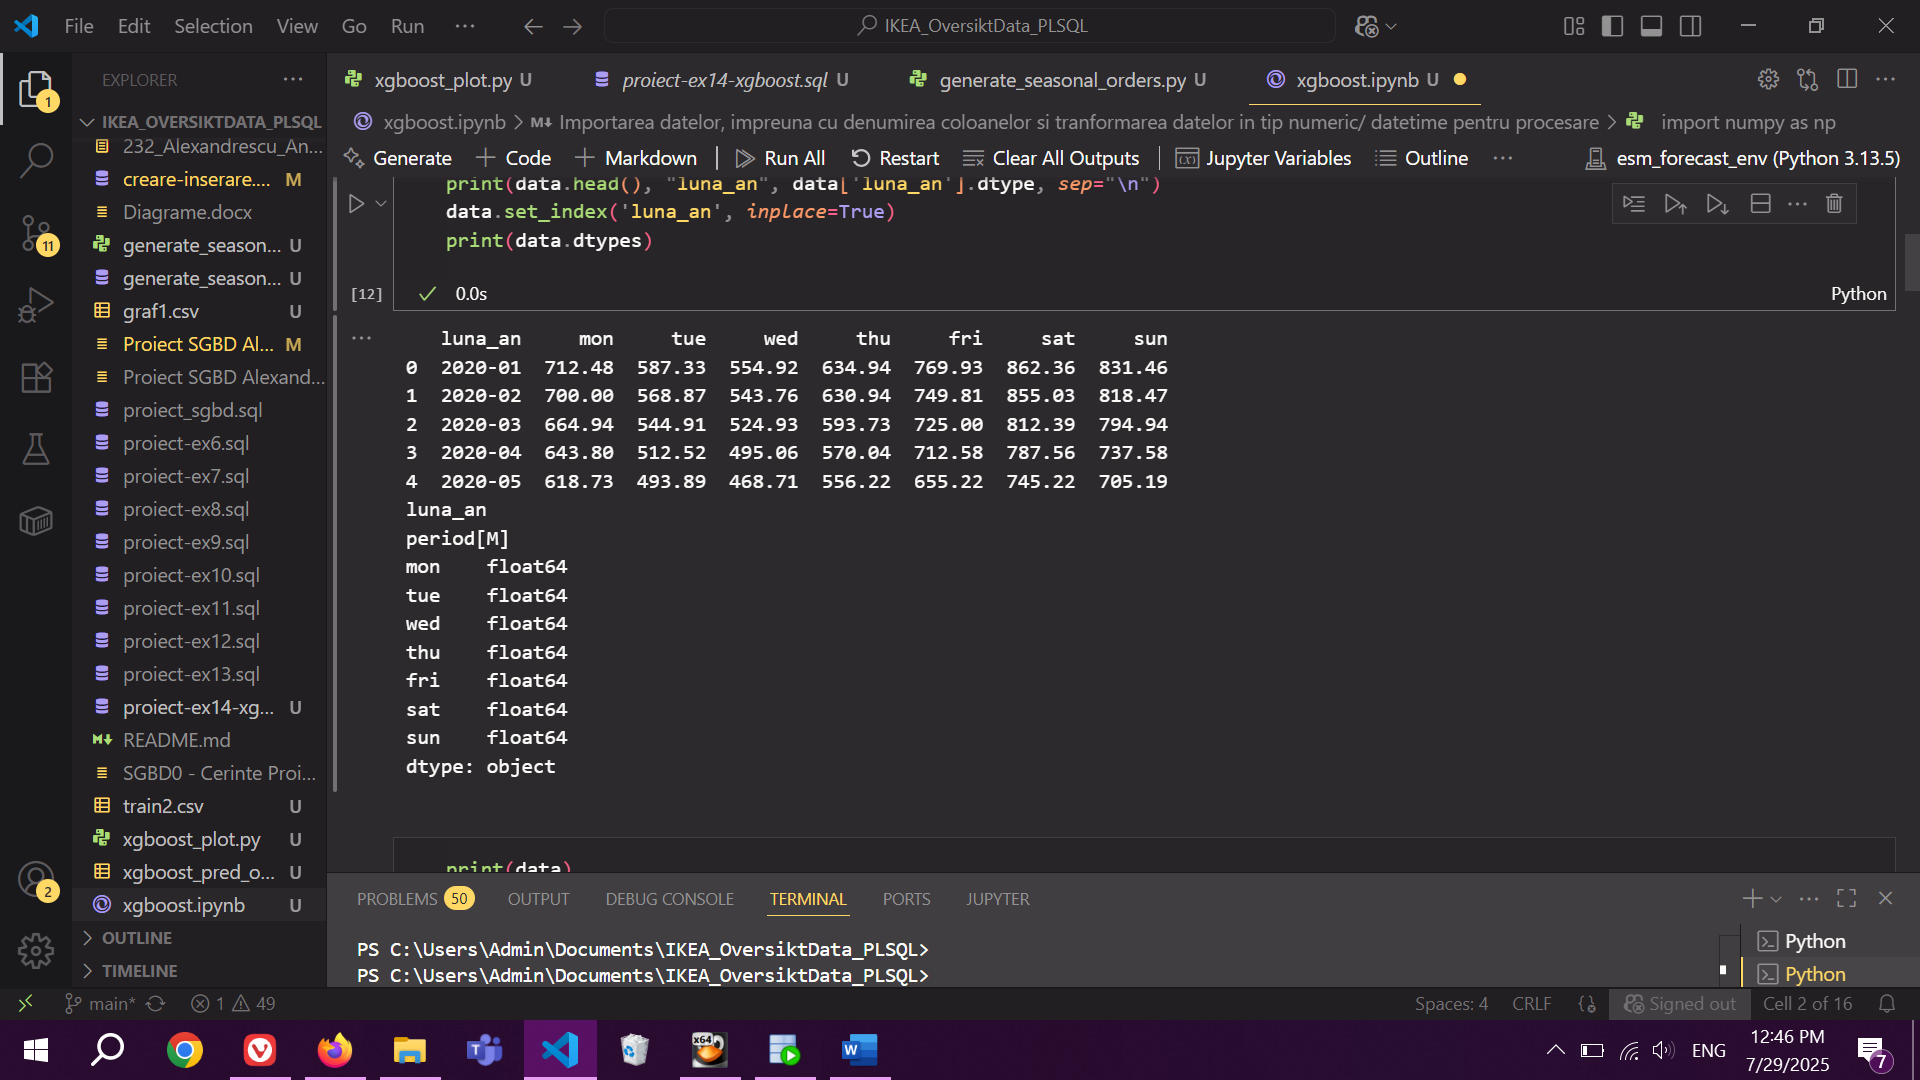 File Edit Selection View Go Run ···
IKEA_OversiktData_PLSQL
EXPLORER
xgboost_plot.py U
proiect-ex14-xgboost.sql U
generate_seasonal_orders.py U
xgboost.ipynb U
xgboost.ipynb > M↓ Importarea datelor, impreuna cu denumirea coloanelor si tranformarea datelor in tip numeric/ datetime pentru procesare > import numpy as np
Generate + Code + Markdown | Run All Restart Clear All Outputs | Jupyter Variables Outline ···
esm_forecast_env (Python 3.13.5)
1
11
2
IKEA_OVERSIKTDATA_PLSQL
232_Alexandrescu_An...
creare-inserare.... M
Diagrame.docx
generate_season... U
generate_season... U
graf1.csv U
Proiect SGBD Al... M
Proiect SGBD Alexand...
proiect_sgbd.sql
proiect-ex6.sql
proiect-ex7.sql
proiect-ex8.sql
proiect-ex9.sql
proiect-ex10.sql
proiect-ex11.sql
proiect-ex12.sql
proiect-ex13.sql
proiect-ex14-xg... U
README.md
SGBD0 - Cerinte Proi...
train2.csv U
xgboost_plot.py U
xgboost_pred_o... U
xgboost.ipynb U
OUTLINE
TIMELINE
print(data.head(), "luna_an", data['luna_an'].dtype, sep="\n")
data.set_index('luna_an', inplace=True)
print(data.dtypes)
[12]
0.0s
Python
luna_an mon tue wed thu fri sat sun
0 2020-01 712.48 587.33 554.92 634.94 769.93 862.36 831.46
1 2020-02 700.00 568.87 543.76 630.94 749.81 855.03 818.47
2 2020-03 664.94 544.91 524.93 593.73 725.00 812.39 794.94
3 2020-04 643.80 512.52 495.06 570.04 712.58 787.56 737.58
4 2020-05 618.73 493.89 468.71 556.22 655.22 745.22 705.19
luna_an
period[M]
mon float64
tue float64
wed float64
thu float64
fri float64
sat float64
sun float64
dtype: object
print(data)
PROBLEMS 50 OUTPUT DEBUG CONSOLE TERMINAL PORTS JUPYTER
PS C:\Users\Admin\Documents\IKEA_OversiktData_PLSQL>
PS C:\Users\Admin\Documents\IKEA_OversiktData_PLSQL>
Python
Python
main* 1 49
Spaces: 4 CRLF Signed out Cell 2 of 16
x64
ENG
12:46 PM
7/29/2025
7